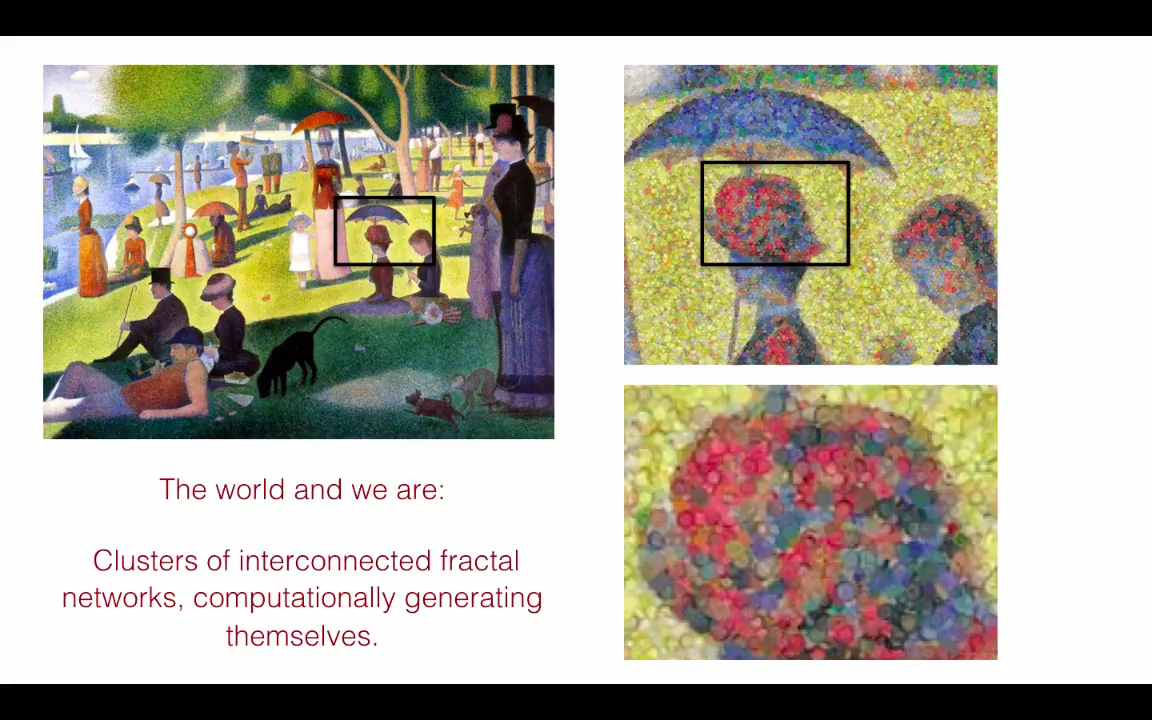 The world and we are:
Clusters of interconnected fractal
networks, computationally generating
themselves.